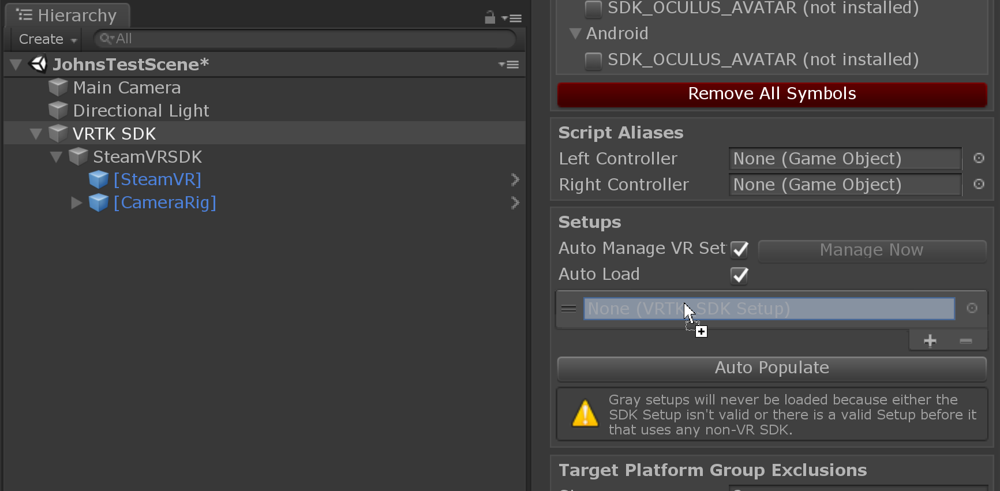 Hierarchy
Create
All
JohnsTestScene*
Main Camera
Directional Light
VRTK SDK
SteamVRSDK
[SteamVR]
[CameraRig]
SDK_OCULUS_AVATAR (not installed)
Android
SDK_OCULUS_AVATAR (not installed)
Remove All Symbols
Script Aliases
Left Controller None (Game Object)
Right Controller None (Game Object)
Setups
Auto Manage VR Set Manage Now
Auto Load
None (VRTK_SDK Setup)
Auto Populate
Gray setups will never be loaded because either the
SDK Setup isn't valid or there is a valid Setup before it
that uses any non-VR SDK.
Target Platform Group Exclusions